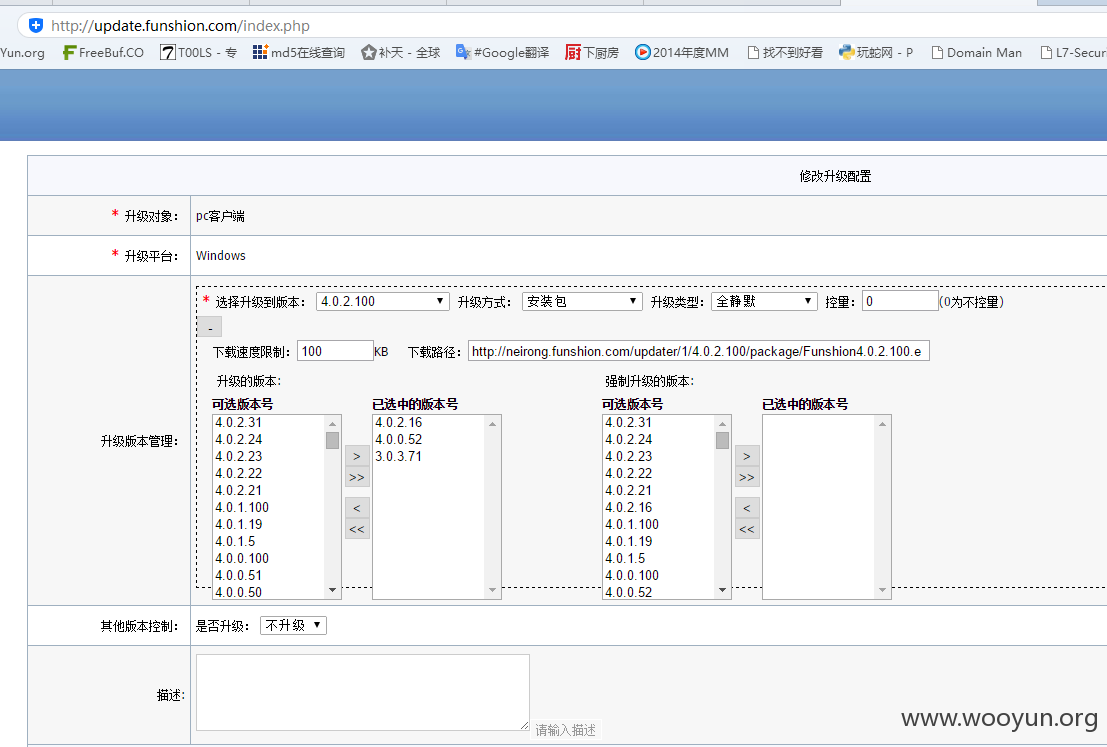 http://update.funshion.com/index.php
Yun.org FreeBuf.CO T00LS - 专 md5在线查询 补天 - 全球 #Google翻译 下厨房 2014年度MM 找不到好看 玩蛇网 - P Domain Man L7-Secur
修改升级配置
* 升级对象: pc客户端
* 升级平台: Windows
* 选择升级到版本: 4.0.2.100 升级方式: 安装包 升级类型: 全静默 控量: 0 (0为不控量)
-
下载速度限制: 100 KB 下载路径: http://neirong.funshion.com/updater/1/4.0.2.100/package/Funshion4.0.2.100.e
升级的版本: 强制升级的版本:
可选版本号 已选中的版本号 可选版本号 已选中的版本号
4.0.2.31 4.0.2.16 4.0.2.31
4.0.2.24 4.0.0.52 4.0.2.24
4.0.2.23 > 3.0.3.71 4.0.2.23 >
4.0.2.22 >> 4.0.2.22 >>
4.0.2.21 4.0.2.21
4.0.1.100 < 4.0.2.16 <
4.0.1.19 << 4.0.1.100 <<
4.0.1.5 4.0.1.19
4.0.0.100 4.0.1.5
4.0.0.51 4.0.0.100
4.0.0.50 4.0.0.52
升级版本管理:
其他版本控制: 是否升级: 不升级
描述:
请输入描述
www.wooyun.org